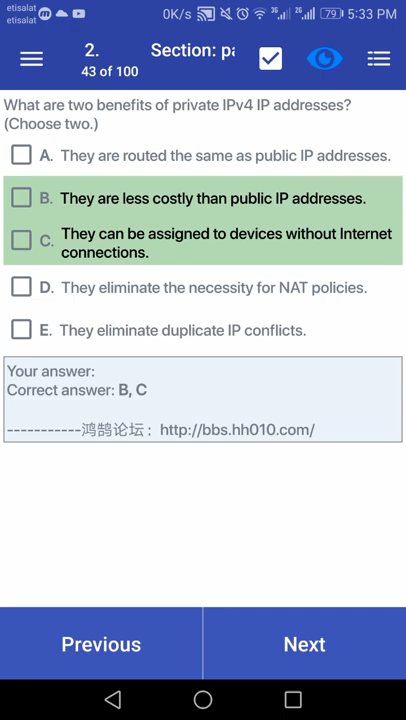 etisalat
etisalat
0K/s
3G
2G
79
5:33 PM
2.
Section: pa
43 of 100
What are two benefits of private IPv4 IP addresses?
(Choose two.)
A. They are routed the same as public IP addresses.
B. They are less costly than public IP addresses.
C. They can be assigned to devices without Internet
connections.
D. They eliminate the necessity for NAT policies.
E. They eliminate duplicate IP conflicts.
Your answer:
Correct answer: B, C
-----------鸿鹄论坛：http://bbs.hh010.com/
Previous
Next